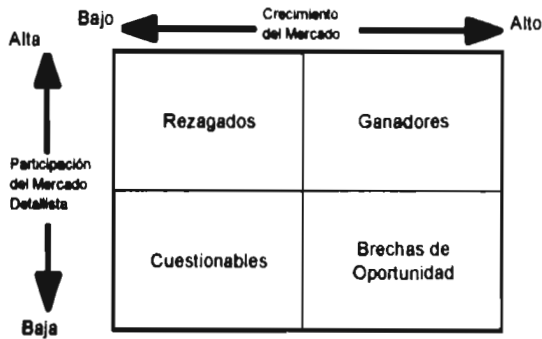 Bajo
Crecimiento
del Mercado
Alto
Alta
Rezagados
Ganadores
Participación
del Mercado
Detallista
Cuestionables
Brechas de
Oportunidad
Baja